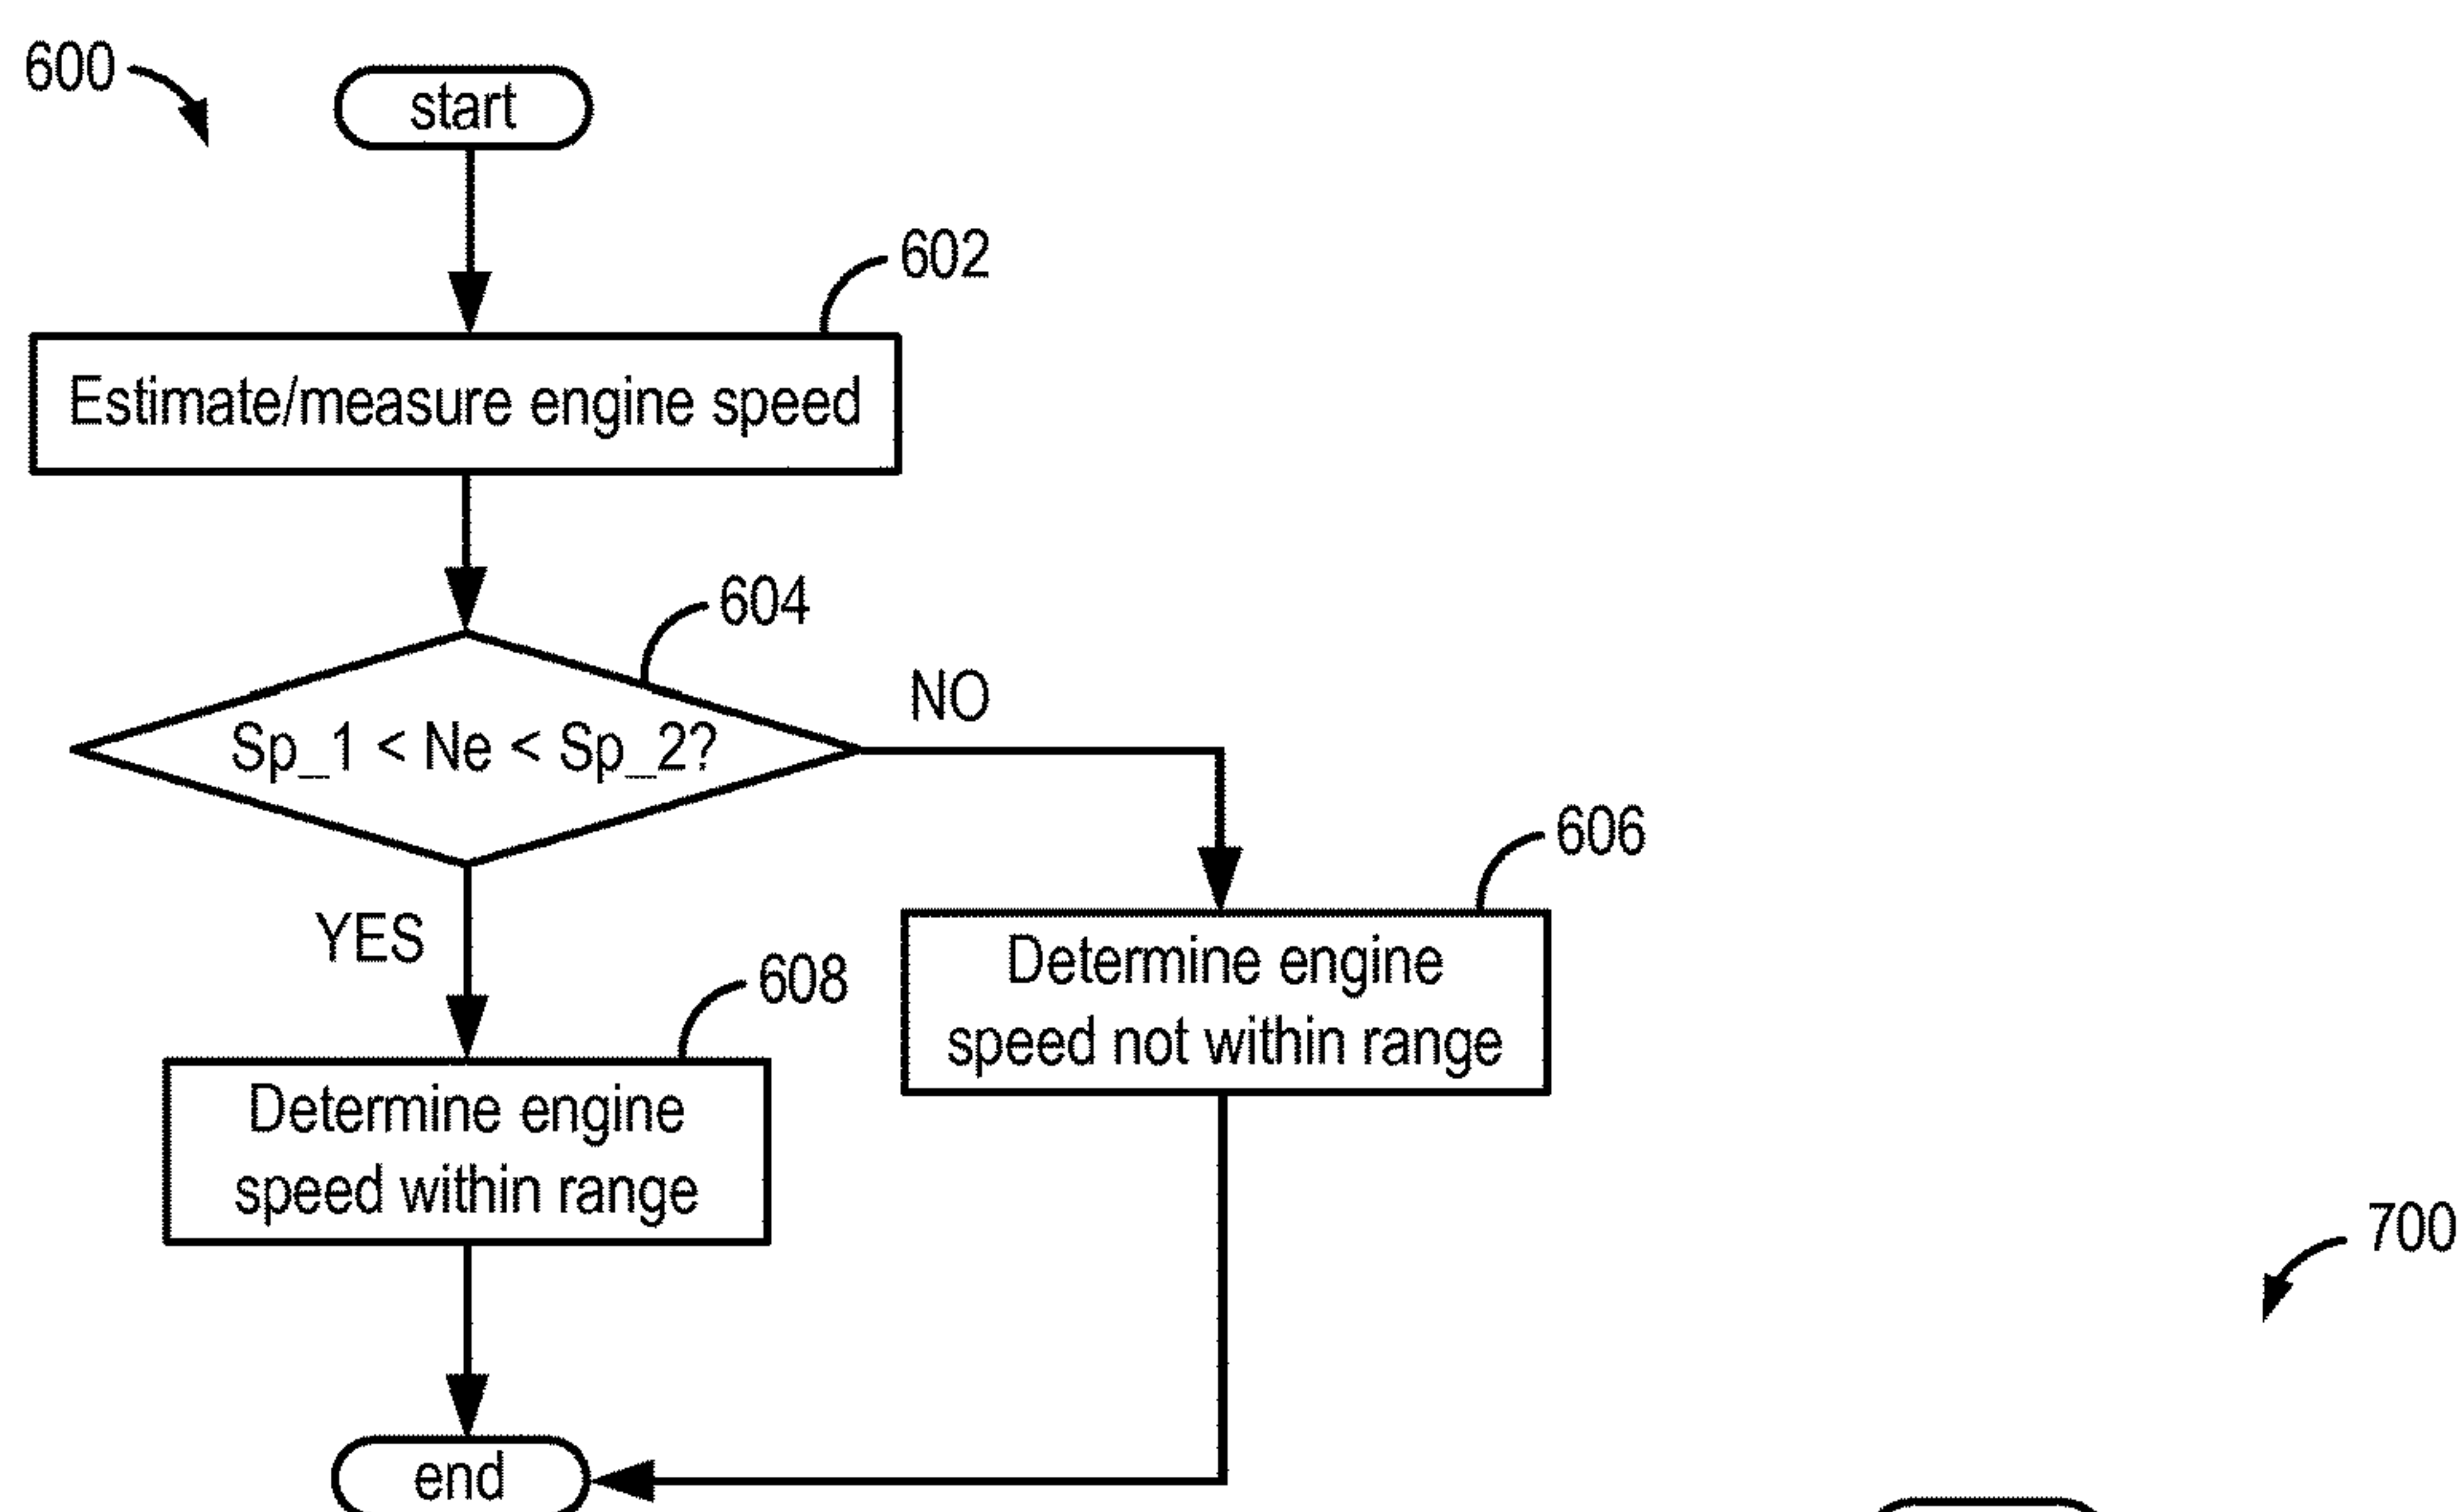 600
start
602
Estimate/measure engine speed
604
Sp_1 < Ne < Sp_2?
NO
606
YES
608
Determine engine
speed not within range
Determine engine
speed within range
700
end